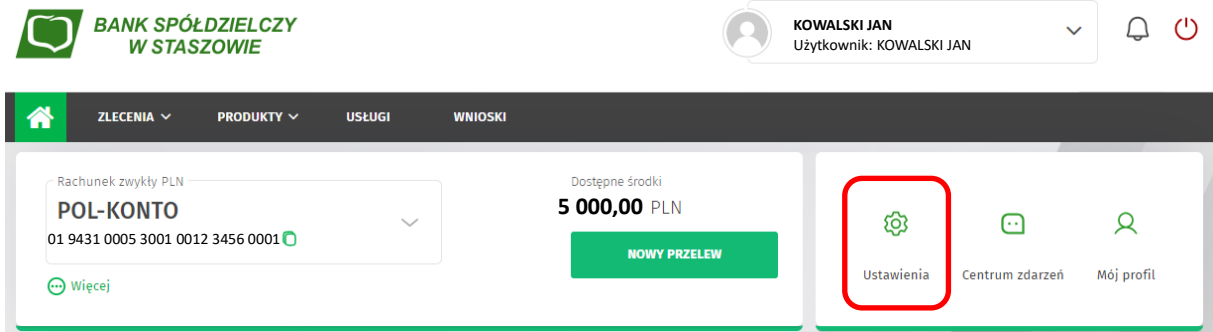 BANK SPÓŁDZIELCZY
W STASZOWIE
KOWALSKI JAN
Użytkownik: KOWALSKI JAN
ZLECENIA PRODUKTY USŁUGI WNIOSKI
Rachunek zwykły PLN
POL-KONTO
01 9431 0005 3001 0012 3456 0001
Więcej
Dostępne środki
5 000,00 PLN
NOWY PRZELEW
Ustawienia Centrum zdarzeń Mój profil